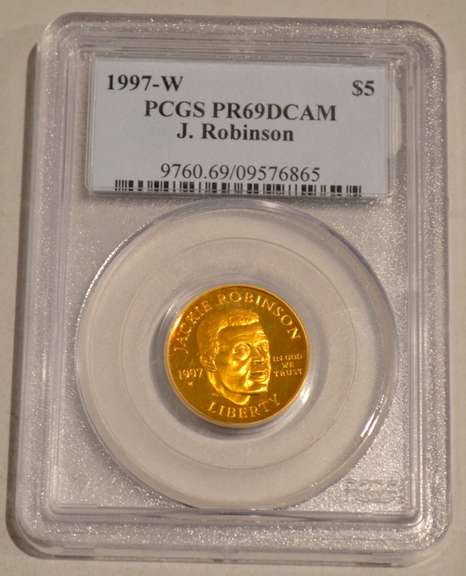 1997-W $5
PCGS PR69DCAM
J. Robinson
9760.69/09576865
JACKIE ROBINSON
1997
IN GOD
WE
TRUST
LIBERTY